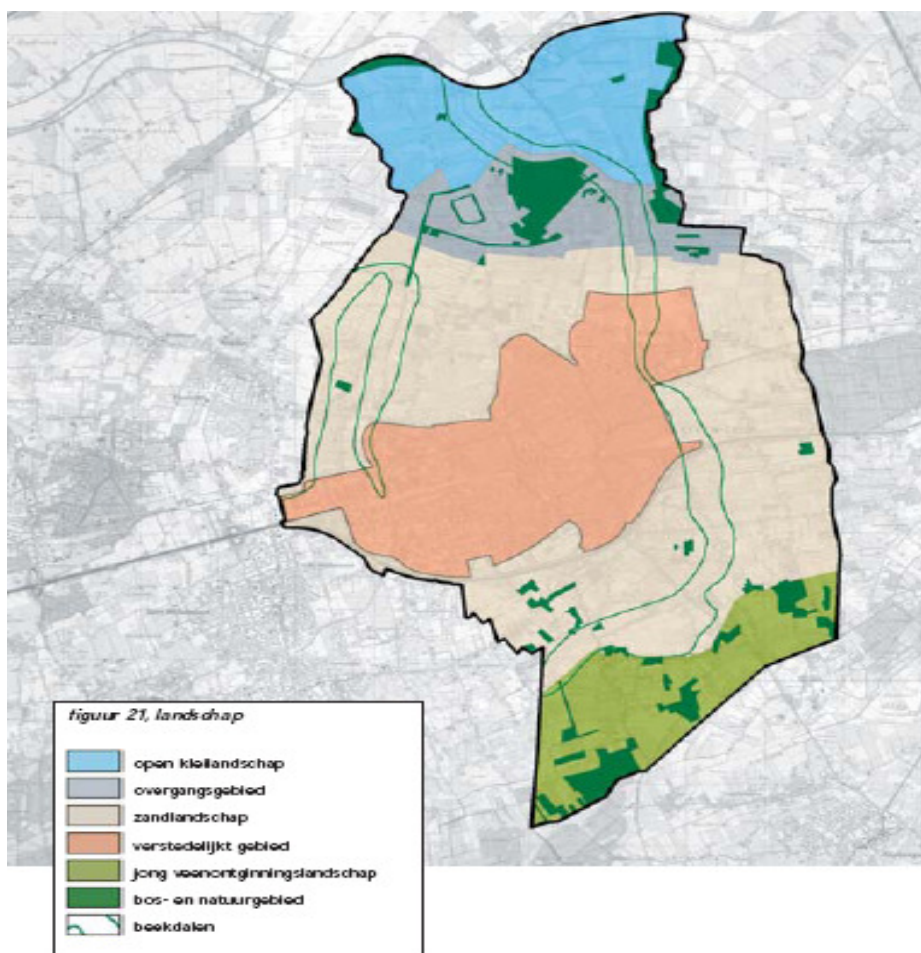 figuur 21, landschap
open kleilandschap
overgangsgebied
zandlandschap
verstedelijkt gebied
jong veenontginningslandschap
bos- en natuurgebied
beekdalen